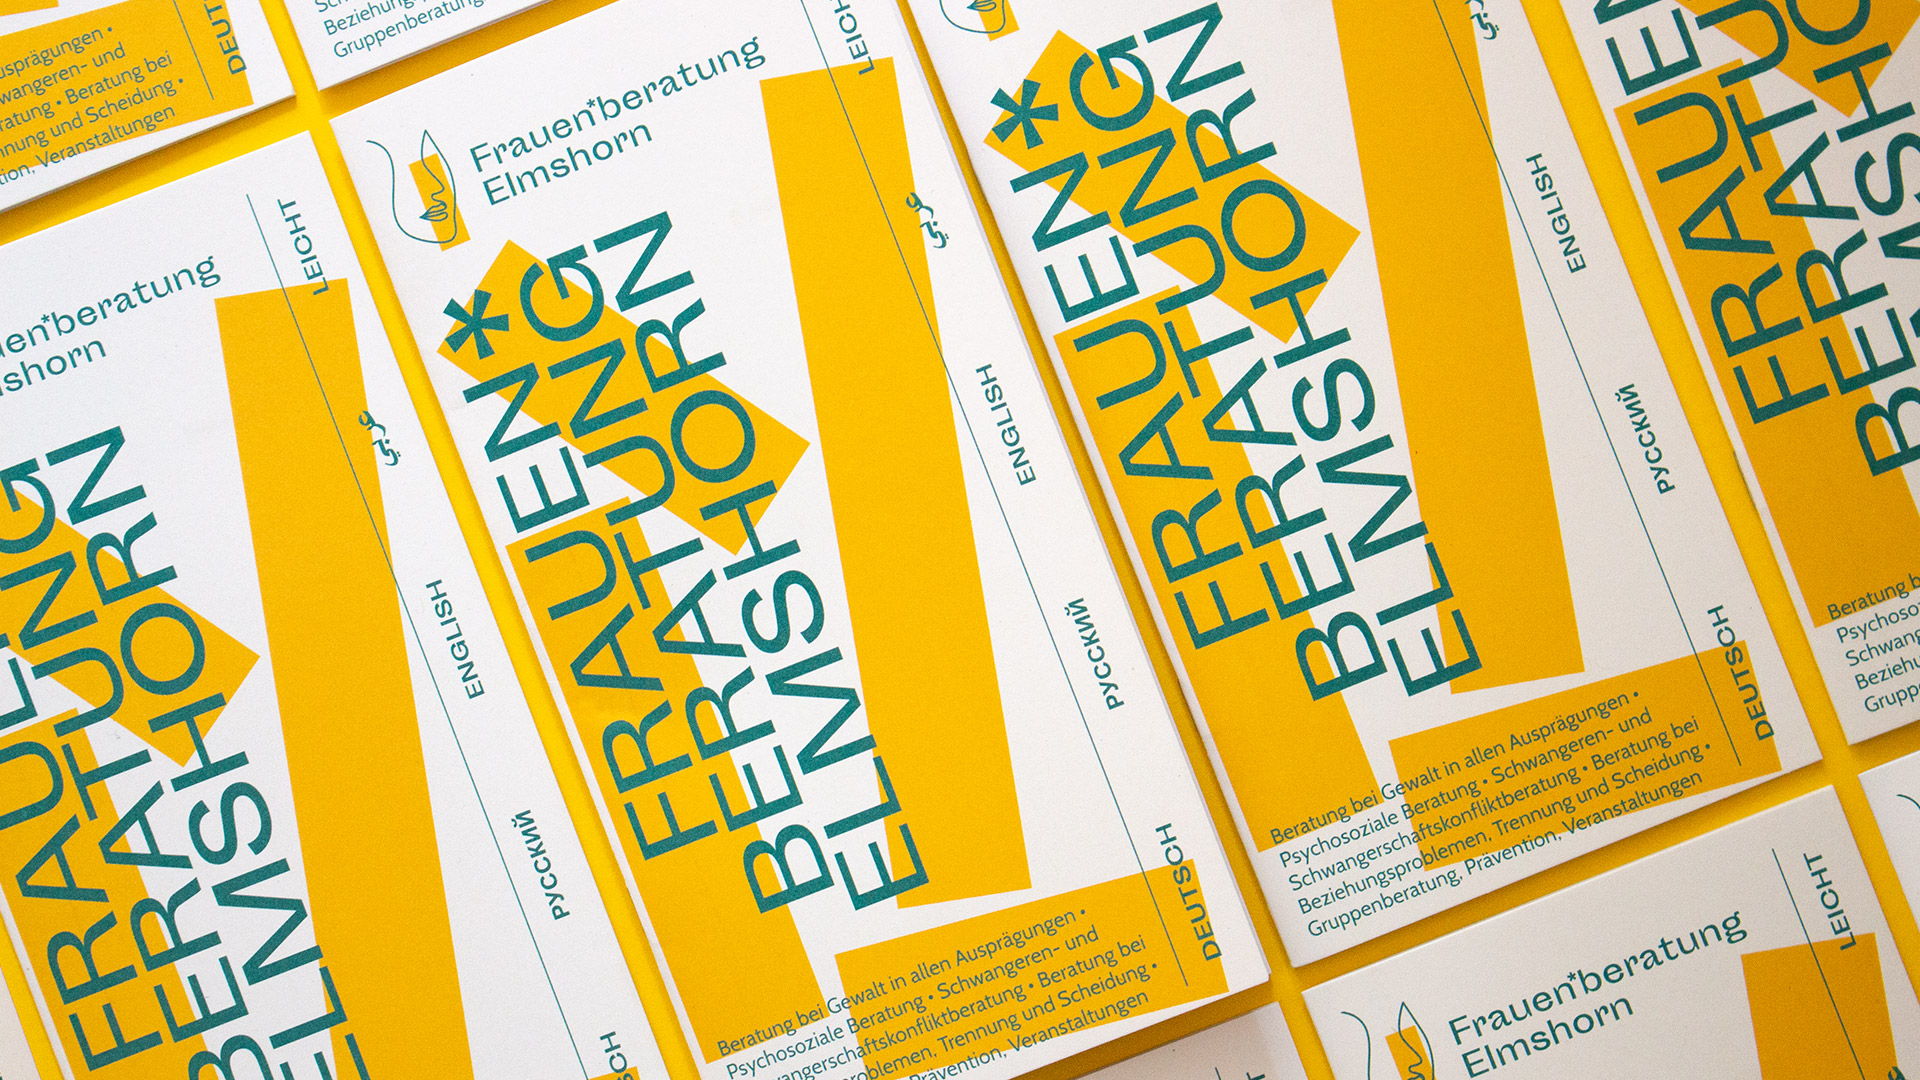 Frauen*beratung
Elmshorn
FRAUEN*
BERATUNG
ELMSHORN
LEICHT
عربي
ENGLISH
РУССКИЙ
DEUTSCH
Beratung bei Gewalt in allen Ausprägungen •
Psychosoziale Beratung • Schwangeren- und
Schwangerschaftskonfliktberatung • Beratung bei
Beziehungsproblemen, Trennung und Scheidung •
Gruppenberatung, Prävention, Veranstaltungen